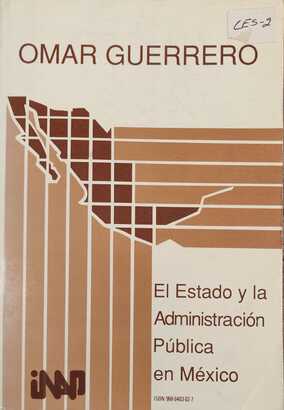 CES-2
OMAR GUERRERO
El Estado y la
Administración
Pública
en México
INAP